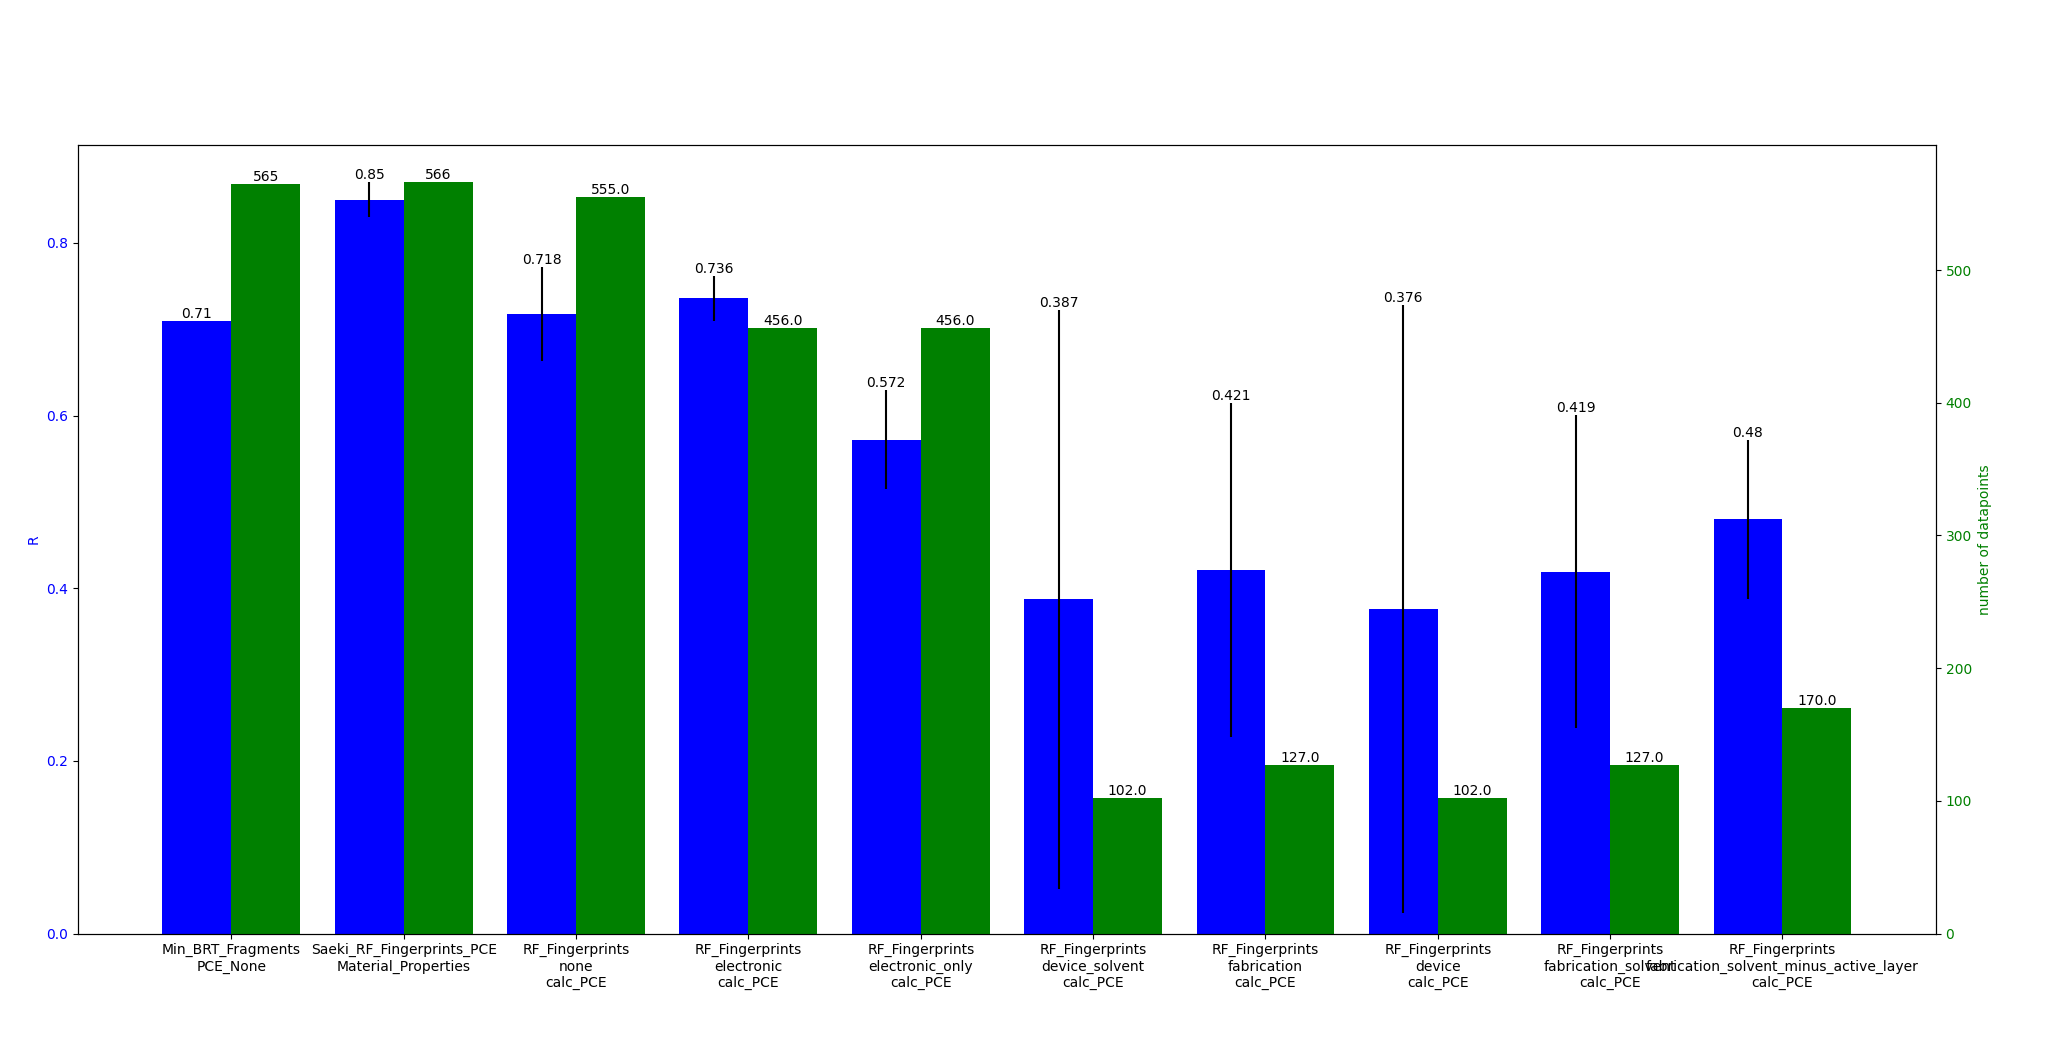 565
0.85
566
0.718
555.0
0.71
0.736
456.0
0.572
456.0
0.387
102.0
0.421
127.0
0.376
102.0
0.419
127.0
0.48
170.0
0.8
0.6
0.4
0.2
0.0
R
500
400
300
200
100
0
number of datapoints
Min_BRT_Fragments
PCE_None
Saeki_RF_Fingerprints_PCE
Material_Properties
RF_Fingerprints
none
calc_PCE
RF_Fingerprints
electronic
calc_PCE
RF_Fingerprints
electronic_only
calc_PCE
RF_Fingerprints
device_solvent
calc_PCE
RF_Fingerprints
fabrication
calc_PCE
RF_Fingerprints
device
calc_PCE
RF_Fingerprints
fabrication_solvent
calc_PCE
RF_Fingerprints
fabrication_solvent_minus_active_layer
calc_PCE